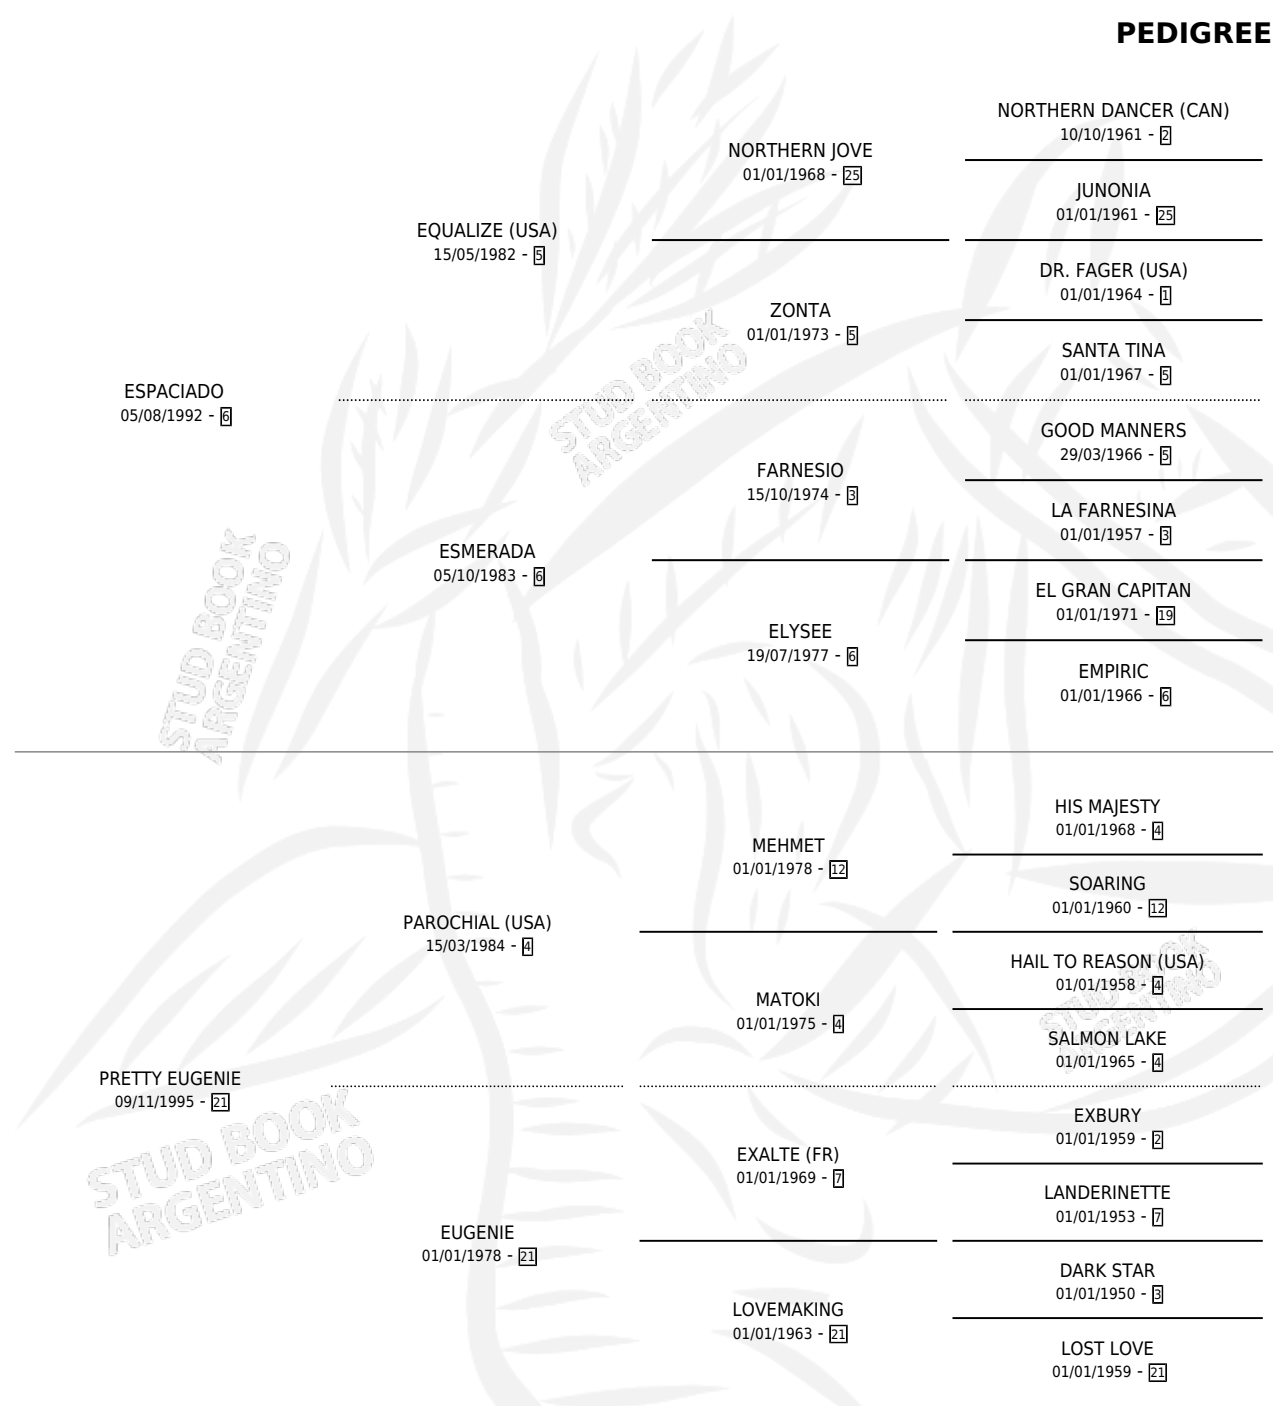 PEDIGREE
NORTHERN DANCER (CAN)
10/10/1961 - 2
NORTHERN JOVE
01/01/1968 - 25
JUNONIA
01/01/1961 - 25
EQUALIZE (USA)
15/05/1982 - 5
DR. FAGER (USA)
01/01/1964 - 1
ZONTA
01/01/1973 - 5
SANTA TINA
01/01/1967 - 5
ESPACIADO
05/08/1992 - 6
GOOD MANNERS
29/03/1966 - 5
FARNESIO
15/10/1974 - 3
LA FARNESINA
01/01/1957 - 3
ESMERADA
05/10/1983 - 6
EL GRAN CAPITAN
01/01/1971 - 19
ELYSEE
19/07/1977 - 6
EMPIRIC
01/01/1966 - 6
HIS MAJESTY
01/01/1968 - 4
MEHMET
01/01/1978 - 12
SOARING
01/01/1960 - 12
PAROCHIAL (USA)
15/03/1984 - 4
HAIL TO REASON (USA)
01/01/1958 - 4
MATOKI
01/01/1975 - 4
SALMON LAKE
01/01/1965 - 4
PRETTY EUGENIE
09/11/1995 - 21
EXBURY
01/01/1959 - 2
EXALTE (FR)
01/01/1969 - 7
LANDERINETTE
01/01/1953 - 7
EUGENIE
01/01/1978 - 21
DARK STAR
01/01/1950 - 3
LOVEMAKING
01/01/1963 - 21
LOST LOVE
01/01/1959 - 21
STUD BOOK
ARGENTINO
STUD BOOK
ARGENTINO
STUD BOOK
ARGENTINO
STUD BOOK
ARGENTINO